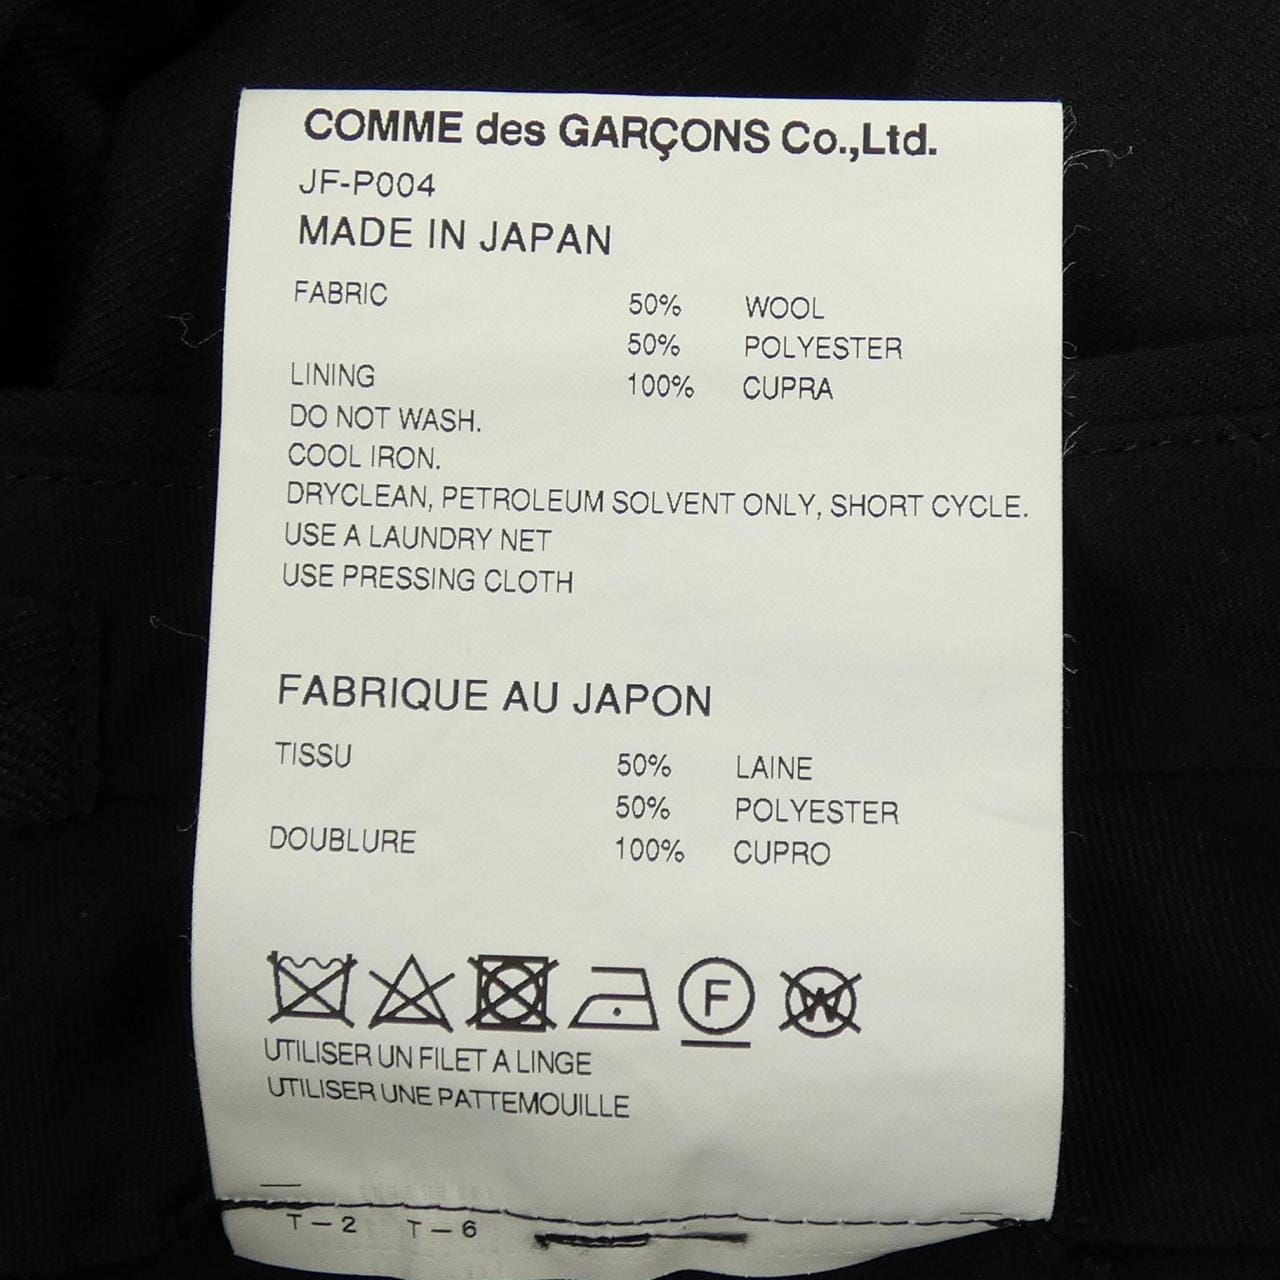 COMME des GARÇONS Co.,Ltd.
JF-P004
MADE IN JAPAN
FABRIC 50% WOOL
50% POLYESTER
LINING 100% CUPRA
DO NOT WASH.
COOL IRON.
DRYCLEAN, PETROLEUM SOLVENT ONLY, SHORT CYCLE.
USE A LAUNDRY NET
USE PRESSING CLOTH
FABRIQUE AU JAPON
TISSU 50% LAINE
50% POLYESTER
DOUBLURE 100% CUPRO
F W
UTILISER UN FILET A LINGE
UTILISER UNE PATTEMOUILLE
T-2 T-6